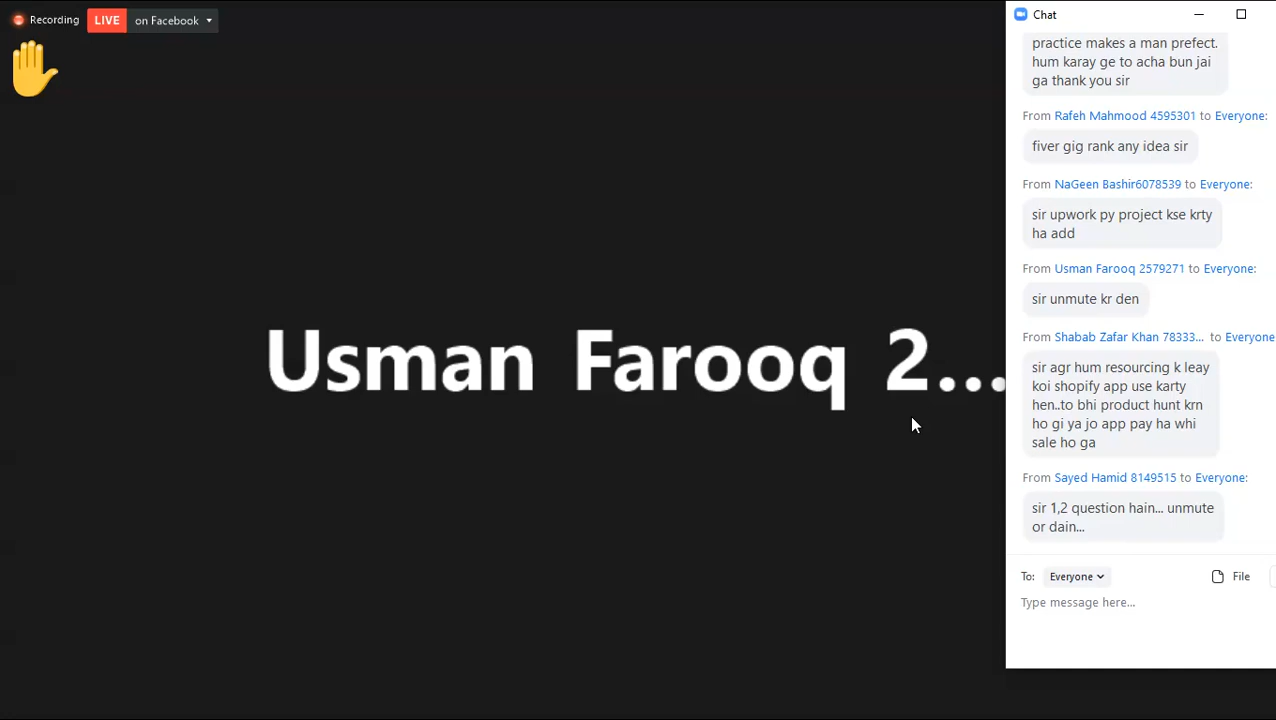 Recording
LIVE on Facebook
Usman Farooq 2...
Chat
practice makes a man prefect.
hum karay ge to acha bun jai
ga thank you sir
From Rafeh Mahmood 4595301 to Everyone:
fiver gig rank any idea sir
From NaGeen Bashir6078539 to Everyone:
sir upwork py project kse krty
ha add
From Usman Farooq 2579271 to Everyone:
sir unmute kr den
From Shabab Zafar Khan 78333... to Everyone
sir agr hum resourcing k leay
koi shopify app use karty
hen..to bhi product hunt krn
ho gi ya jo app pay ha whi
sale ho ga
From Sayed Hamid 8149515 to Everyone:
sir 1,2 question hain... unmute
or dain...
To: Everyone File
Type message here...